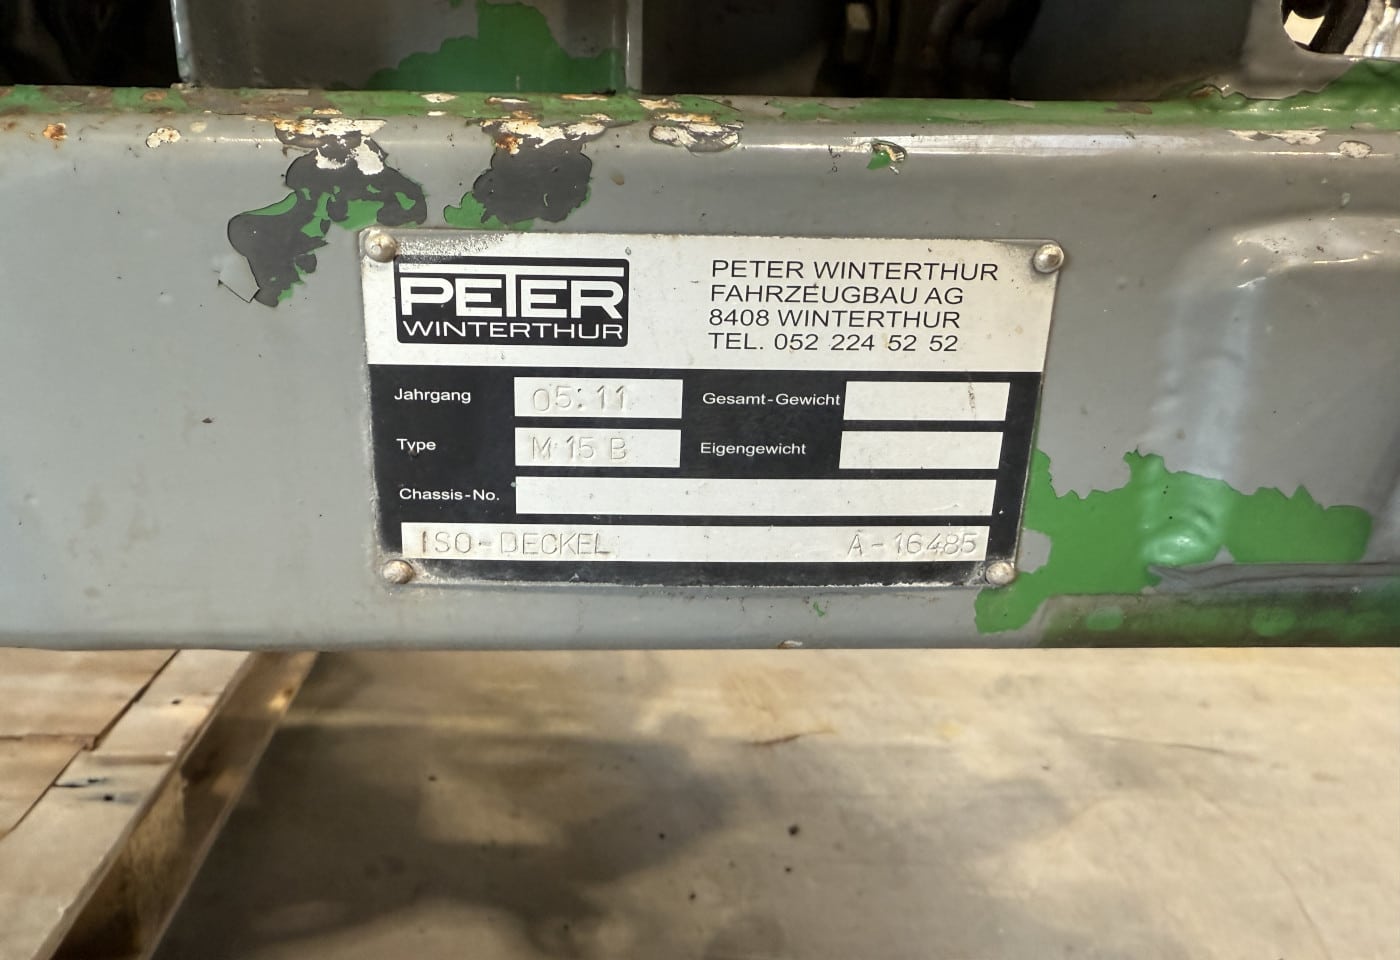 PETER
WINTERTHUR
PETER WINTERTHUR
FAHRZEUGBAU AG
8408 WINTERTHUR
TEL. 052 224 52 52
Jahrgang 05.11 Gesamt-Gewicht
Type M 15 B Eigengewicht
Chassis-No.
ISO-DECKEL A-16485